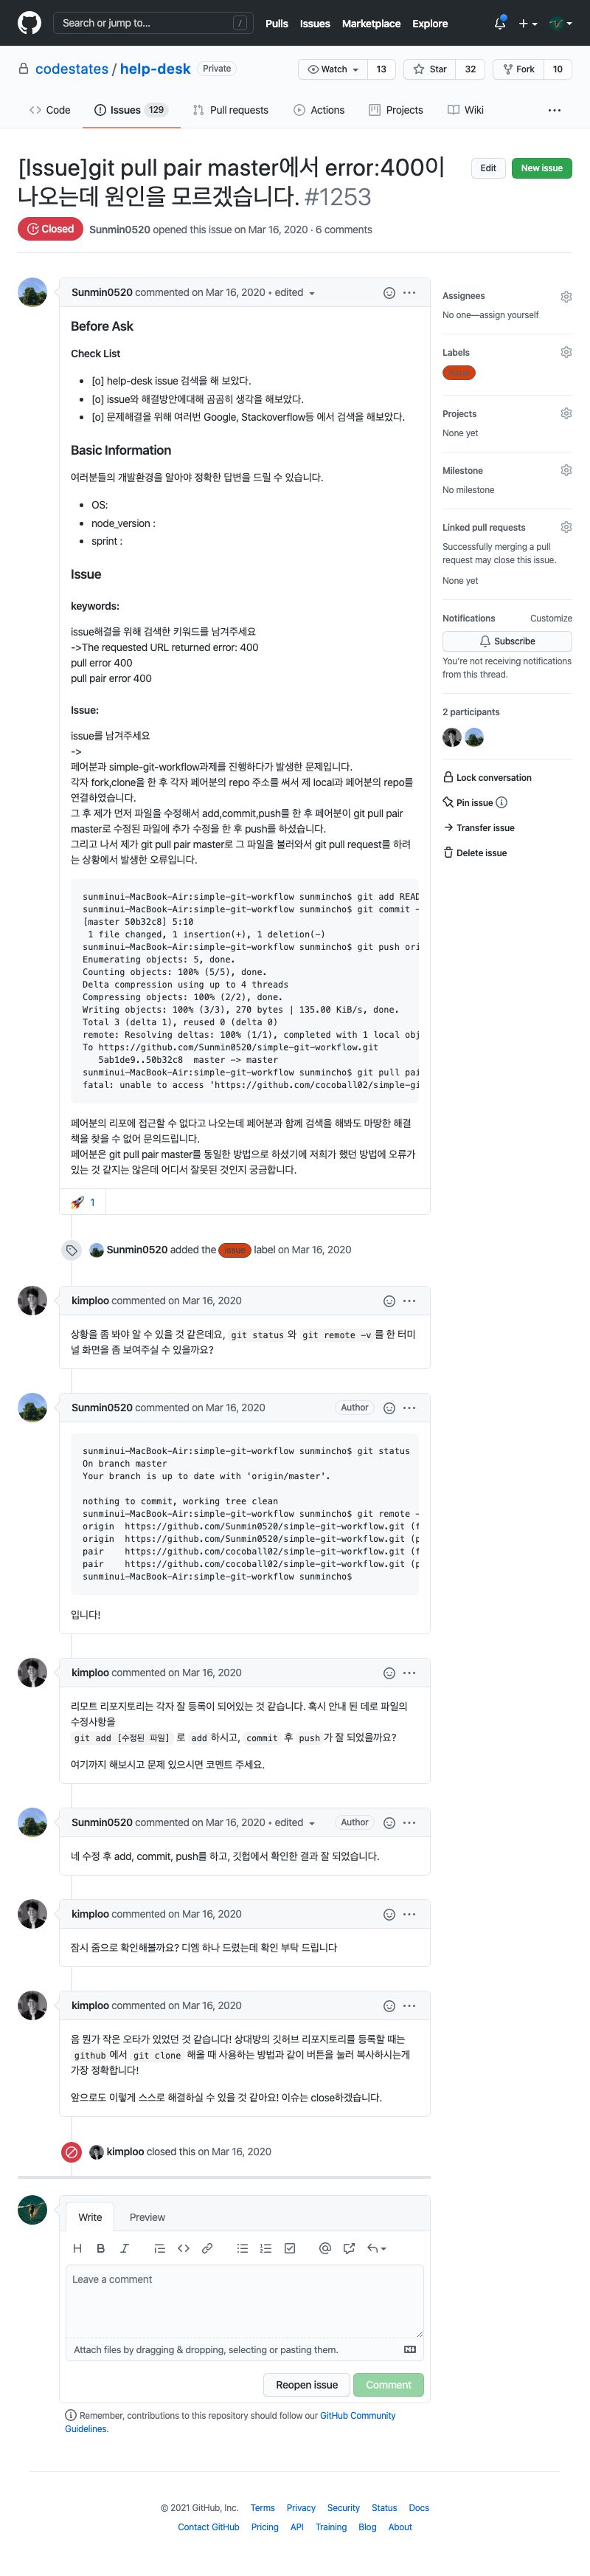 Search or jump to...
/
Pulls Issues Marketplace Explore
codestates / help-desk Private
Watch 13 Star 32 Fork 10
Code Issues 129 Pull requests Actions Projects Wiki
[Issue]git pull pair master에서 error:400이
나오는데 원인을 모르겠습니다. #1253
Edit New issue
Closed Sunmin0520 opened this issue on Mar 16, 2020 · 6 comments
Sunmin0520 commented on Mar 16, 2020 • edited
Before Ask
Check List
[o] help-desk issue 검색을 해 보았다.
[o] issue와 해결방안에대해 곰곰히 생각을 해보았다.
[o] 문제해결을 위해 여러번 Google, Stackoverflow등 에서 검색을 해보았다.
Basic Information
여러분들의 개발환경을 알아야 정확한 답변을 드릴 수 있습니다.
OS:
node_version :
sprint :
Issue
keywords:
issue해결을 위해 검색한 키워드를 남겨주세요
->The requested URL returned error: 400
pull error 400
pull pair error 400
Issue:
issue를 남겨주세요
->
페어분과 simple-git-workflow과제를 진행하다가 발생한 문제입니다.
각자 fork,clone을 한 후 각자 페어분의 repo 주소를 써서 제 local과 페어분의 repo를
연결하였습니다.
그 후 제가 먼저 파일을 수정해서 add,commit,push를 한 후 페어분이 git pull pair
master로 수정된 파일에 추가 수정을 한 후 push를 하셨습니다.
그리고 나서 제가 git pull pair master로 그 파일을 불러와서 git pull request를 하려
는 상황에서 발생한 오류입니다.
sunminui-MacBook-Air:simple-git-workflow sunmincho$ git add READ
sunminui-MacBook-Air:simple-git-workflow sunmincho$ git commit -
[master 50b32c8] 5:10
1 file changed, 1 insertion(+), 1 deletion(-)
sunminui-MacBook-Air:simple-git-workflow sunmincho$ git push ori
Enumerating objects: 5, done.
Counting objects: 100% (5/5), done.
Delta compression using up to 4 threads
Compressing objects: 100% (2/2), done.
Writing objects: 100% (3/3), 270 bytes | 135.00 KiB/s, done.
Total 3 (delta 1), reused 0 (delta 0)
remote: Resolving deltas: 100% (1/1), completed with 1 local obj
To https://github.com/Sunmin0520/simple-git-workflow.git
5ab1de9..50b32c8 master -> master
sunminui-MacBook-Air:simple-git-workflow sunmincho$ git pull pai
fatal: unable to access 'https://github.com/cocoball02/simple-gi
페어분의 리포에 접근할 수 없다고 나오는데 페어분과 함께 검색을 해봐도 마땅한 해결
책을 찾을 수 없어 문의드립니다.
페어분은 git pull pair master를 동일한 방법으로 하셨기에 저희가 했던 방법에 오류가
있는 것 같지는 않은데 어디서 잘못된 것인지 궁금합니다.
🚀 1
Sunmin0520 added the issue label on Mar 16, 2020
kimploo commented on Mar 16, 2020
상황을 좀 봐야 알 수 있을 것 같은데요, git status 와 git remote -v 를 한 터미
널 화면을 좀 보여주실 수 있을까요?
Sunmin0520 commented on Mar 16, 2020 Author
sunminui-MacBook-Air:simple-git-workflow sunmincho$ git status
On branch master
Your branch is up to date with 'origin/master'.
nothing to commit, working tree clean
sunminui-MacBook-Air:simple-git-workflow sunmincho$ git remote -
origin https://github.com/Sunmin0520/simple-git-workflow.git (f
origin https://github.com/Sunmin0520/simple-git-workflow.git (p
pair https://github.com/cocoball02/simple-git-workflow.git (f
pair https://github.com/cocoball02/simple-git-workflow.git (p
sunminui-MacBook-Air:simple-git-workflow sunmincho$
입니다!
kimploo commented on Mar 16, 2020
리모트 리포지토리는 각자 잘 등록이 되어있는 것 같습니다. 혹시 안내 된 데로 파일의
수정사항을
git add [수정된 파일] 로 add 하시고, commit 후 push 가 잘 되었을까요?
여기까지 해보시고 문제 있으시면 코멘트 주세요.
Sunmin0520 commented on Mar 16, 2020 • edited Author
네 수정 후 add, commit, push를 하고, 깃헙에서 확인한 결과 잘 되었습니다.
kimploo commented on Mar 16, 2020
잠시 줌으로 확인해볼까요? 디엠 하나 드렸는데 확인 부탁 드립니다
kimploo commented on Mar 16, 2020
음 뭔가 작은 오타가 있었던 것 같습니다! 상대방의 깃허브 리포지토리를 등록할 때는
github 에서 git clone 해올 때 사용하는 방법과 같이 버튼을 눌러 복사하시는게
가장 정확합니다!
앞으로도 이렇게 스스로 해결하실 수 있을 것 같아요! 이슈는 close하겠습니다.
kimploo closed this on Mar 16, 2020
Assignees
No one—assign yourself
Labels
Projects
None yet
Milestone
No milestone
Linked pull requests
Successfully merging a pull
request may close this issue.
None yet
Notifications Customize
Subscribe
You're not receiving notifications
from this thread.
2 participants
Lock conversation
Pin issue
Transfer issue
Delete issue
Write Preview
Leave a comment
Attach files by dragging & dropping, selecting or pasting them.
Reopen issue Comment
Remember, contributions to this repository should follow our GitHub Community
Guidelines.
© 2021 GitHub, Inc. Terms Privacy Security Status Docs
Contact GitHub Pricing API Training Blog About